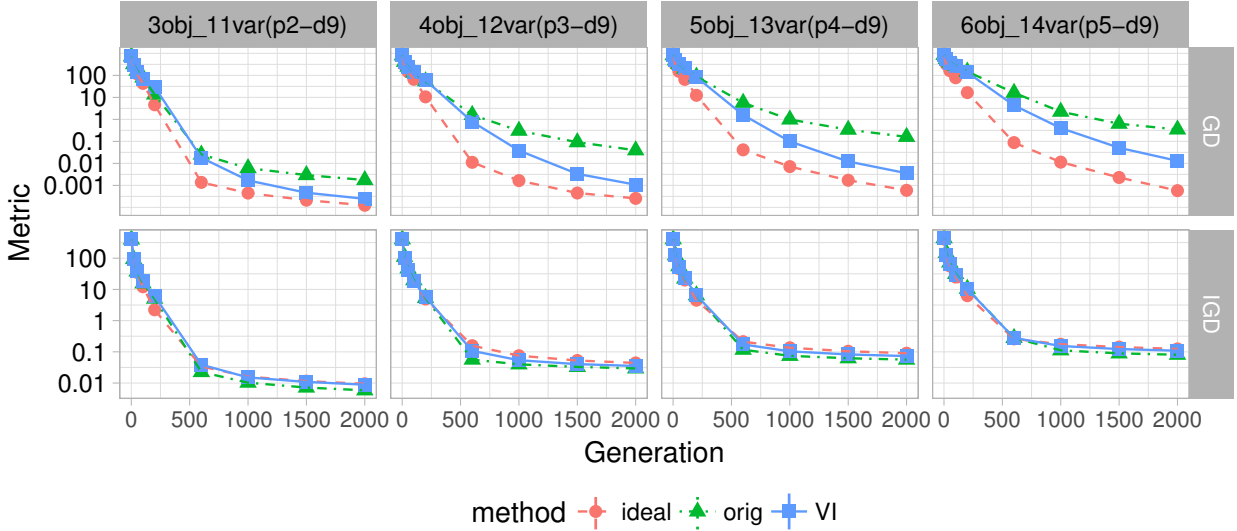 3obj_11var(p2−d9) 4obj_12var(p3−d9) 5obj_13var(p4−d9) 6obj_14var(p5−d9)
100
10
1
0.1
0.01
0.001
GD
Metric
100
10
1
0.1
0.01
IGD
0 500 1000 1500 2000 0 500 1000 1500 2000 0 500 1000 1500 2000 0 500 1000 1500 2000
Generation
method ideal orig VI